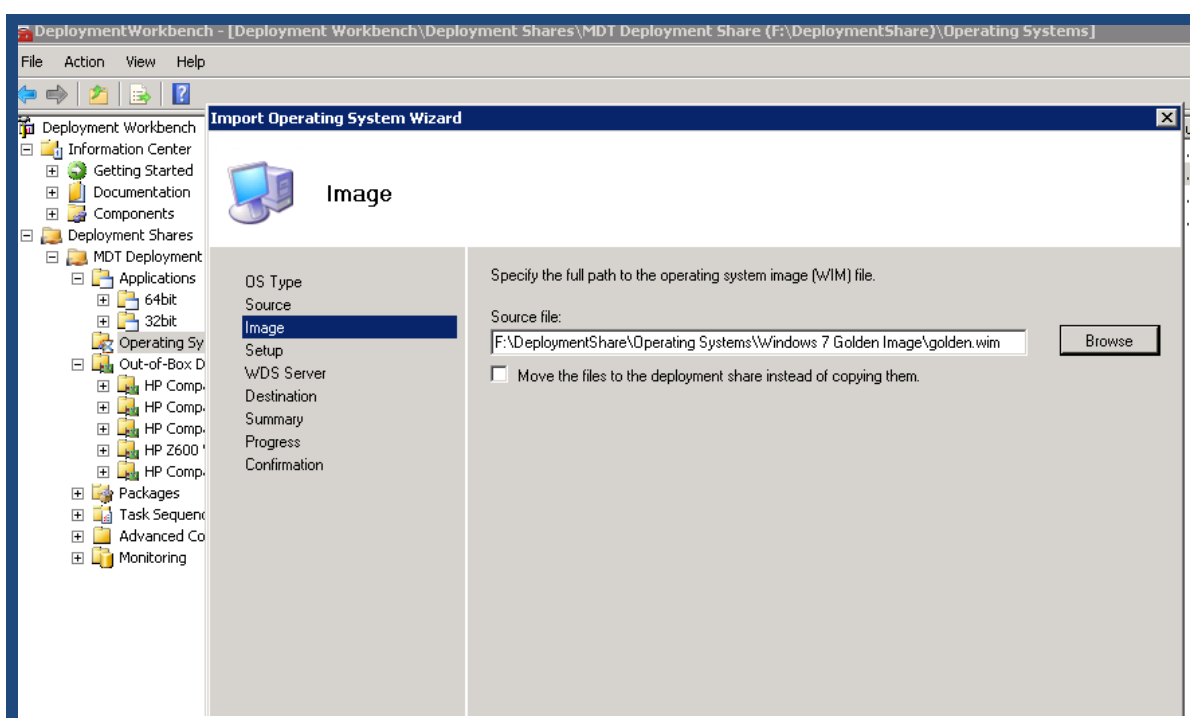 DeploymentWorkbench - [Deployment Workbench\Deployment Shares\MDT Deployment Share (F:\DeploymentShare)\Operating Systems]
File Action View Help
Deployment Workbench
Information Center
Getting Started
Documentation
Components
Deployment Shares
MDT Deployment
Applications
64bit
32bit
Operating Sy
Out-of-Box D
HP Comp
HP Comp
HP Comp
HP Z600
HP Comp
Packages
Task Sequen
Advanced Co
Monitoring
Import Operating System Wizard
Image
OS Type
Source
Image
Setup
WDS Server
Destination
Summary
Progress
Confirmation
Specify the full path to the operating system image (WIM) file.
Source file:
F:\DeploymentShare\Operating Systems\Windows 7 Golden Image\golden.wim
Browse
Move the files to the deployment share instead of copying them.